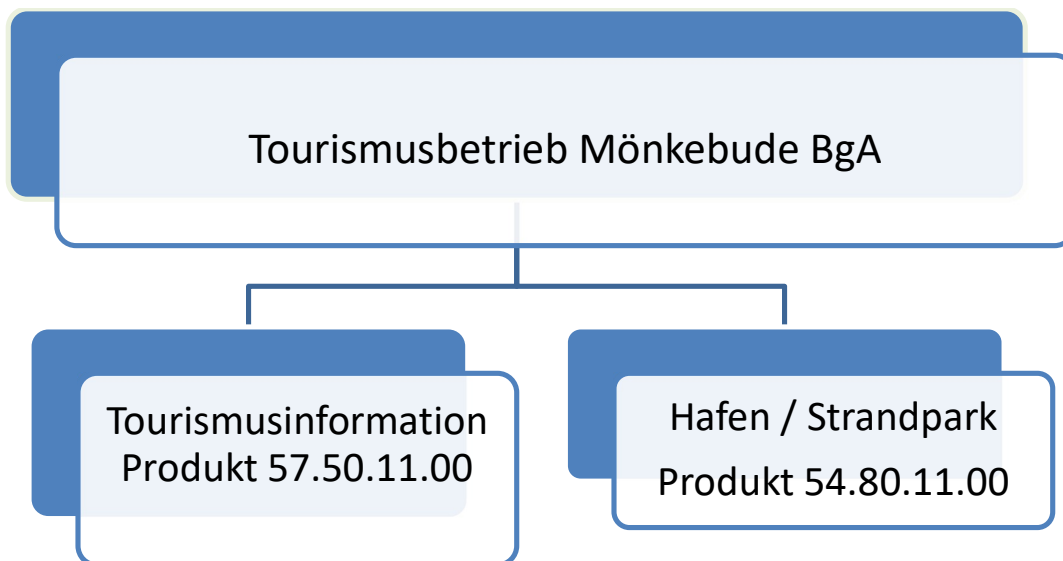 Tourismusbetrieb Mönkebude BgA
Tourismusinformation
Produkt 57.50.11.00
Hafen / Strandpark
Produkt 54.80.11.00